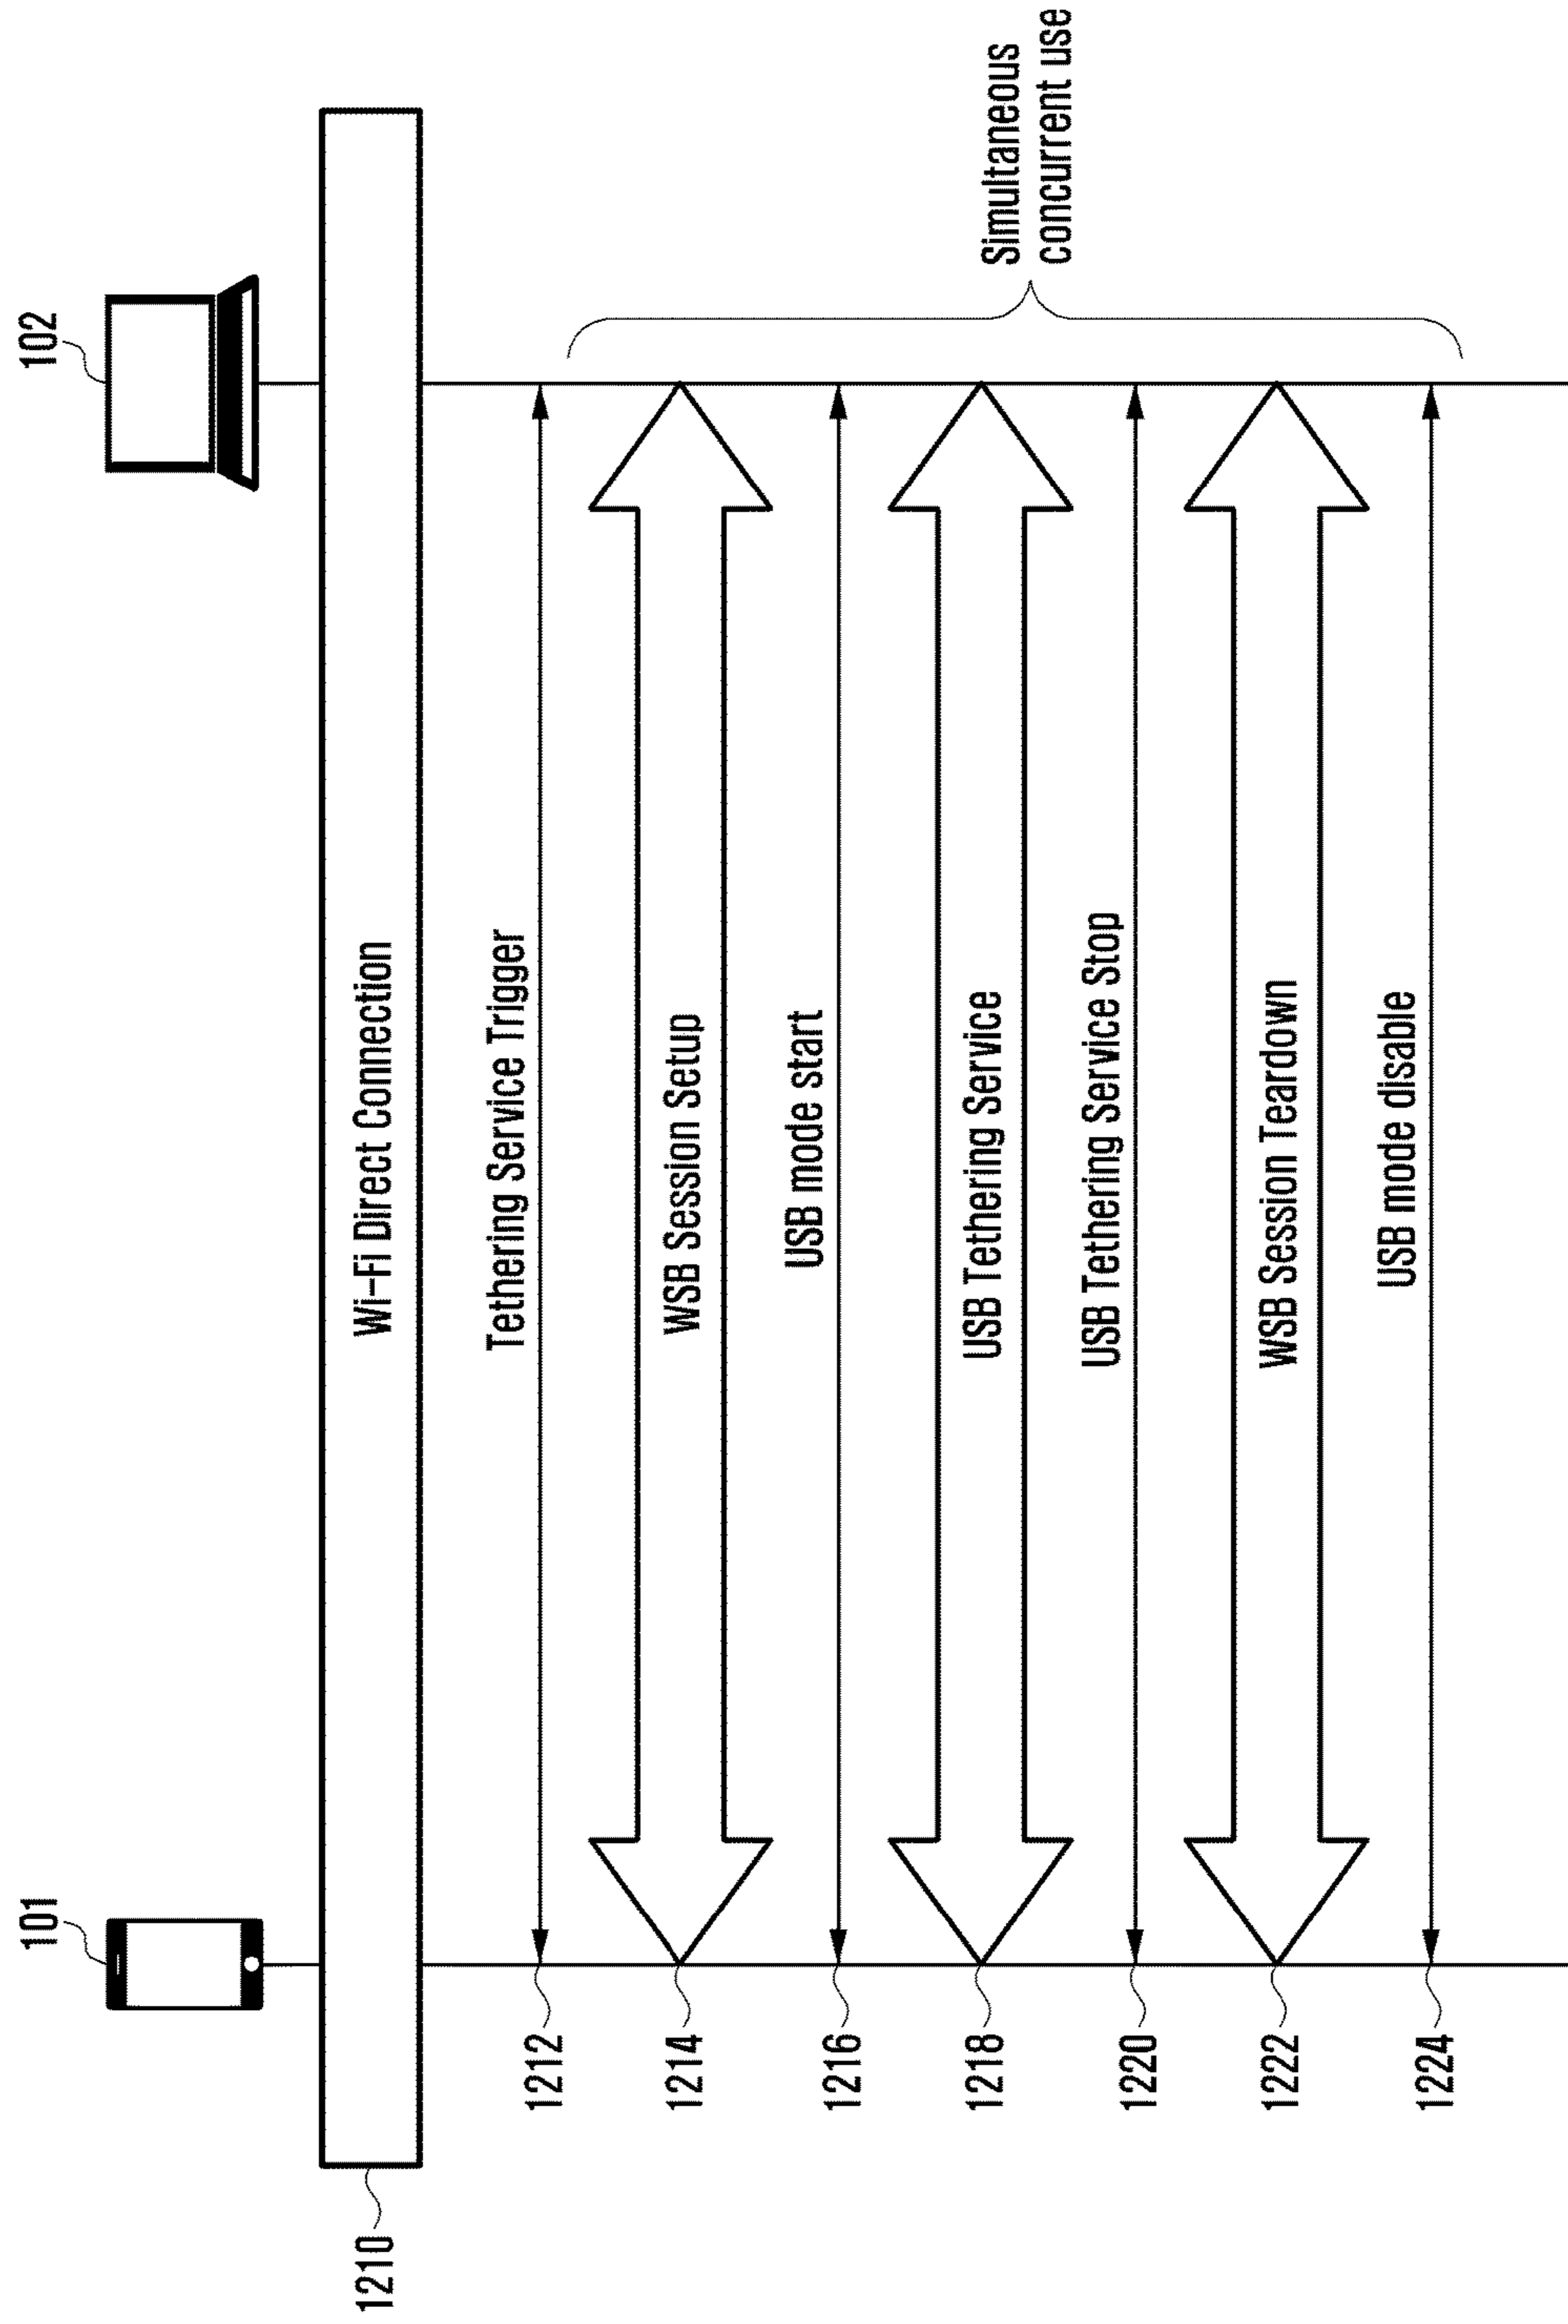 101
102
1210
Wi-Fi Direct Connection
Tethering Service Trigger
1212
WSB Session Setup
1214
USB mode start
1216
USB Tethering Service
1218
Simultaneous
concurrent use
USB Tethering Service Stop
1220
WSB Session Teardown
1222
USB mode disable
1224